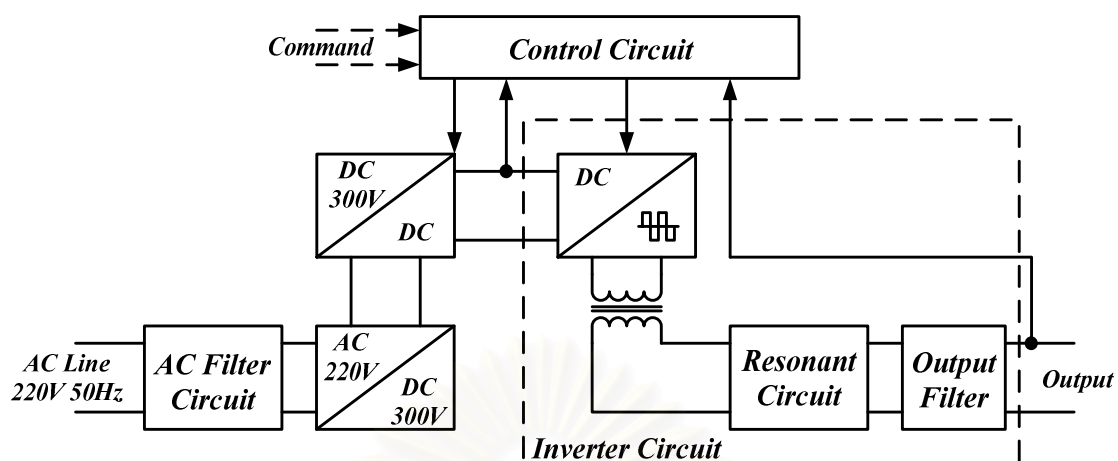 Command
Control Circuit
DC
300V
DC
DC
AC Line
220V 50Hz
AC Filter
Circuit
AC
220V
DC
300V
Resonant
Circuit
Output
Filter
Output
Inverter Circuit